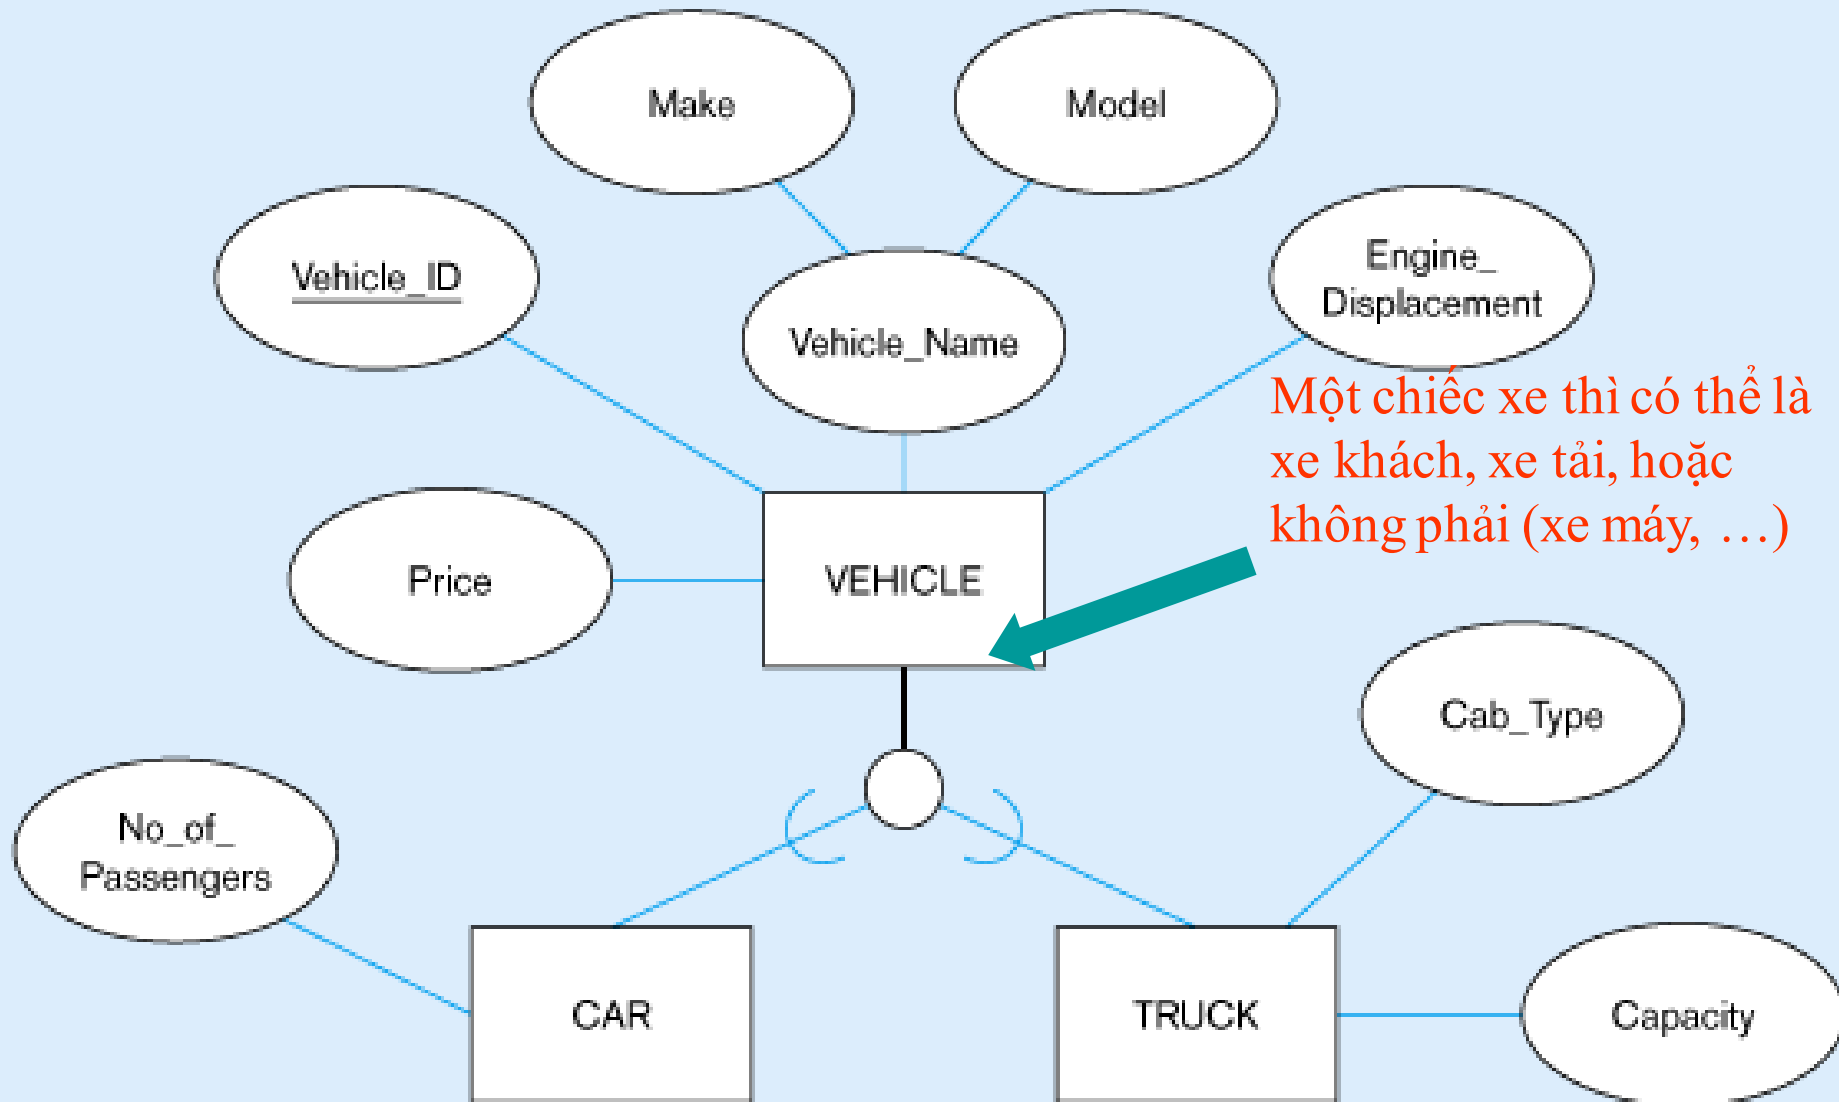 Make
Model
Vehicle_ID
Engine_
Displacement
Vehicle_Name
Một chiếc xe thì có thể là
xe khách, xe tải, hoặc
không phải (xe máy, …)
Price
VEHICLE
Cab_Type
No_of_
Passengers
CAR
TRUCK
Capacity